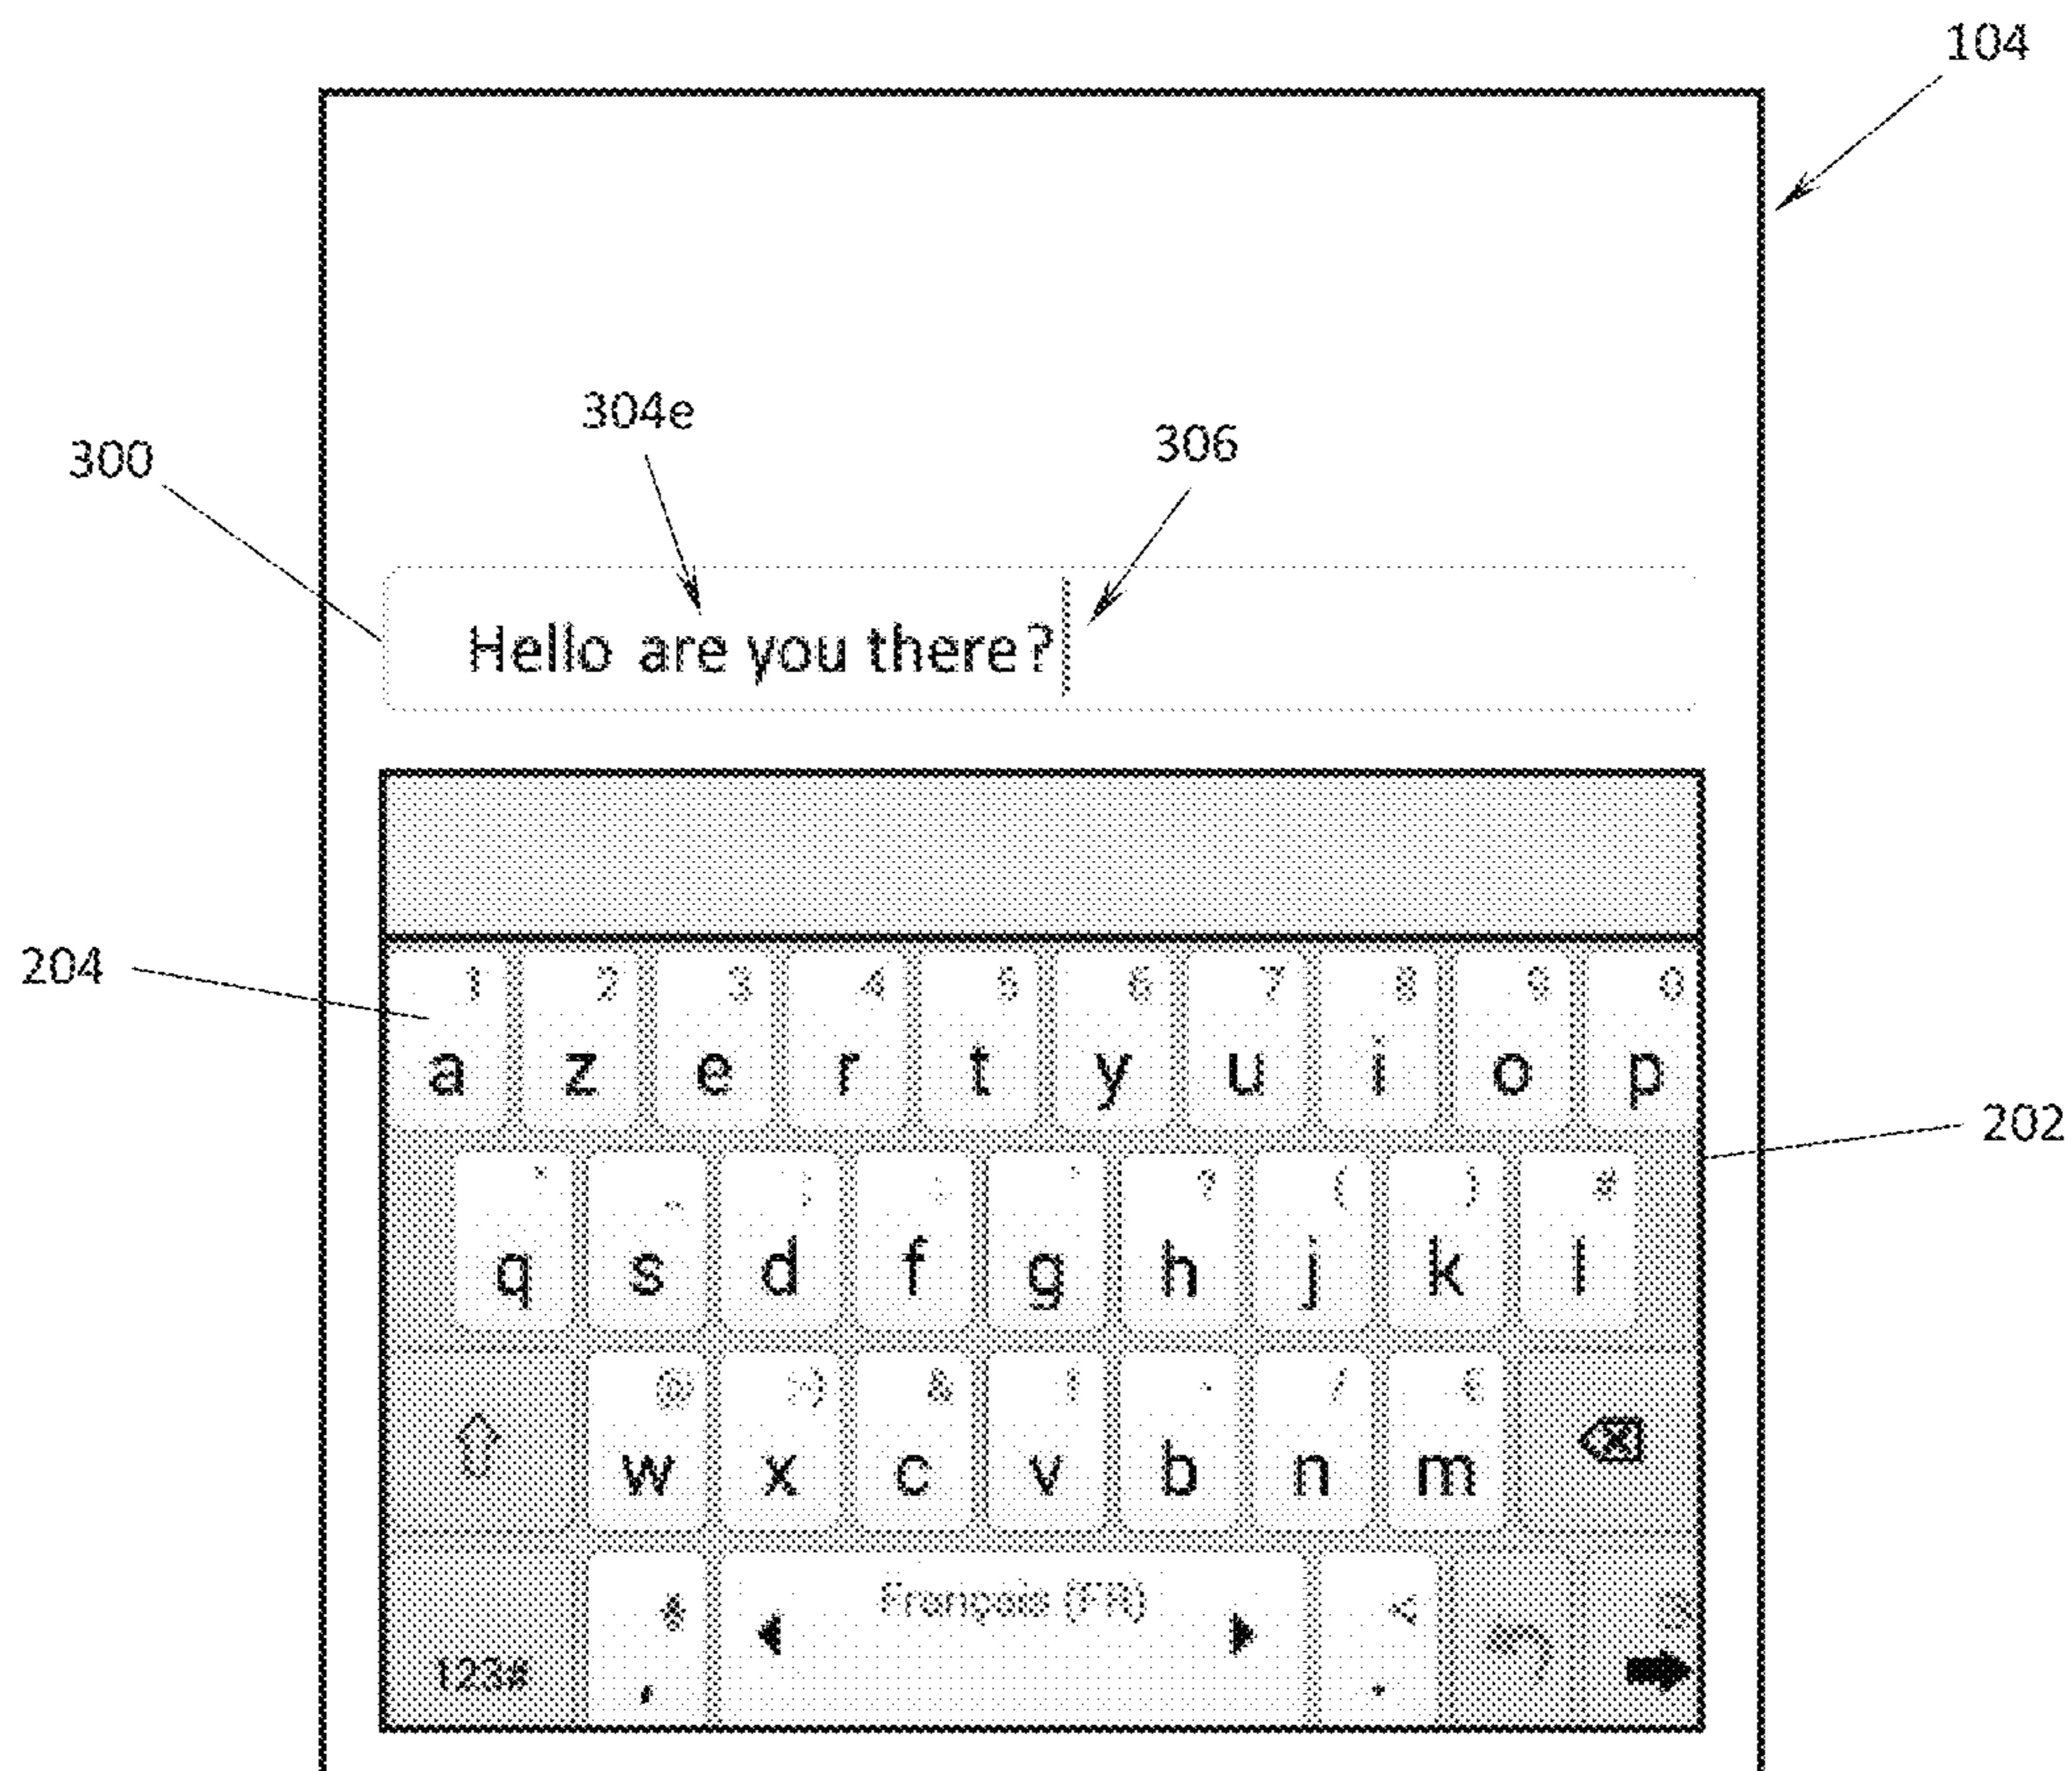 104
304e
306
300
Hello are you there?
204
1 2 3 4 5 6 7 8 9 0
a z e r t y u i o p
202
? ( ) #
q s d f g h j k l
@ :-) & ! / €
w x c v b n m
Français (FR)
123# , .